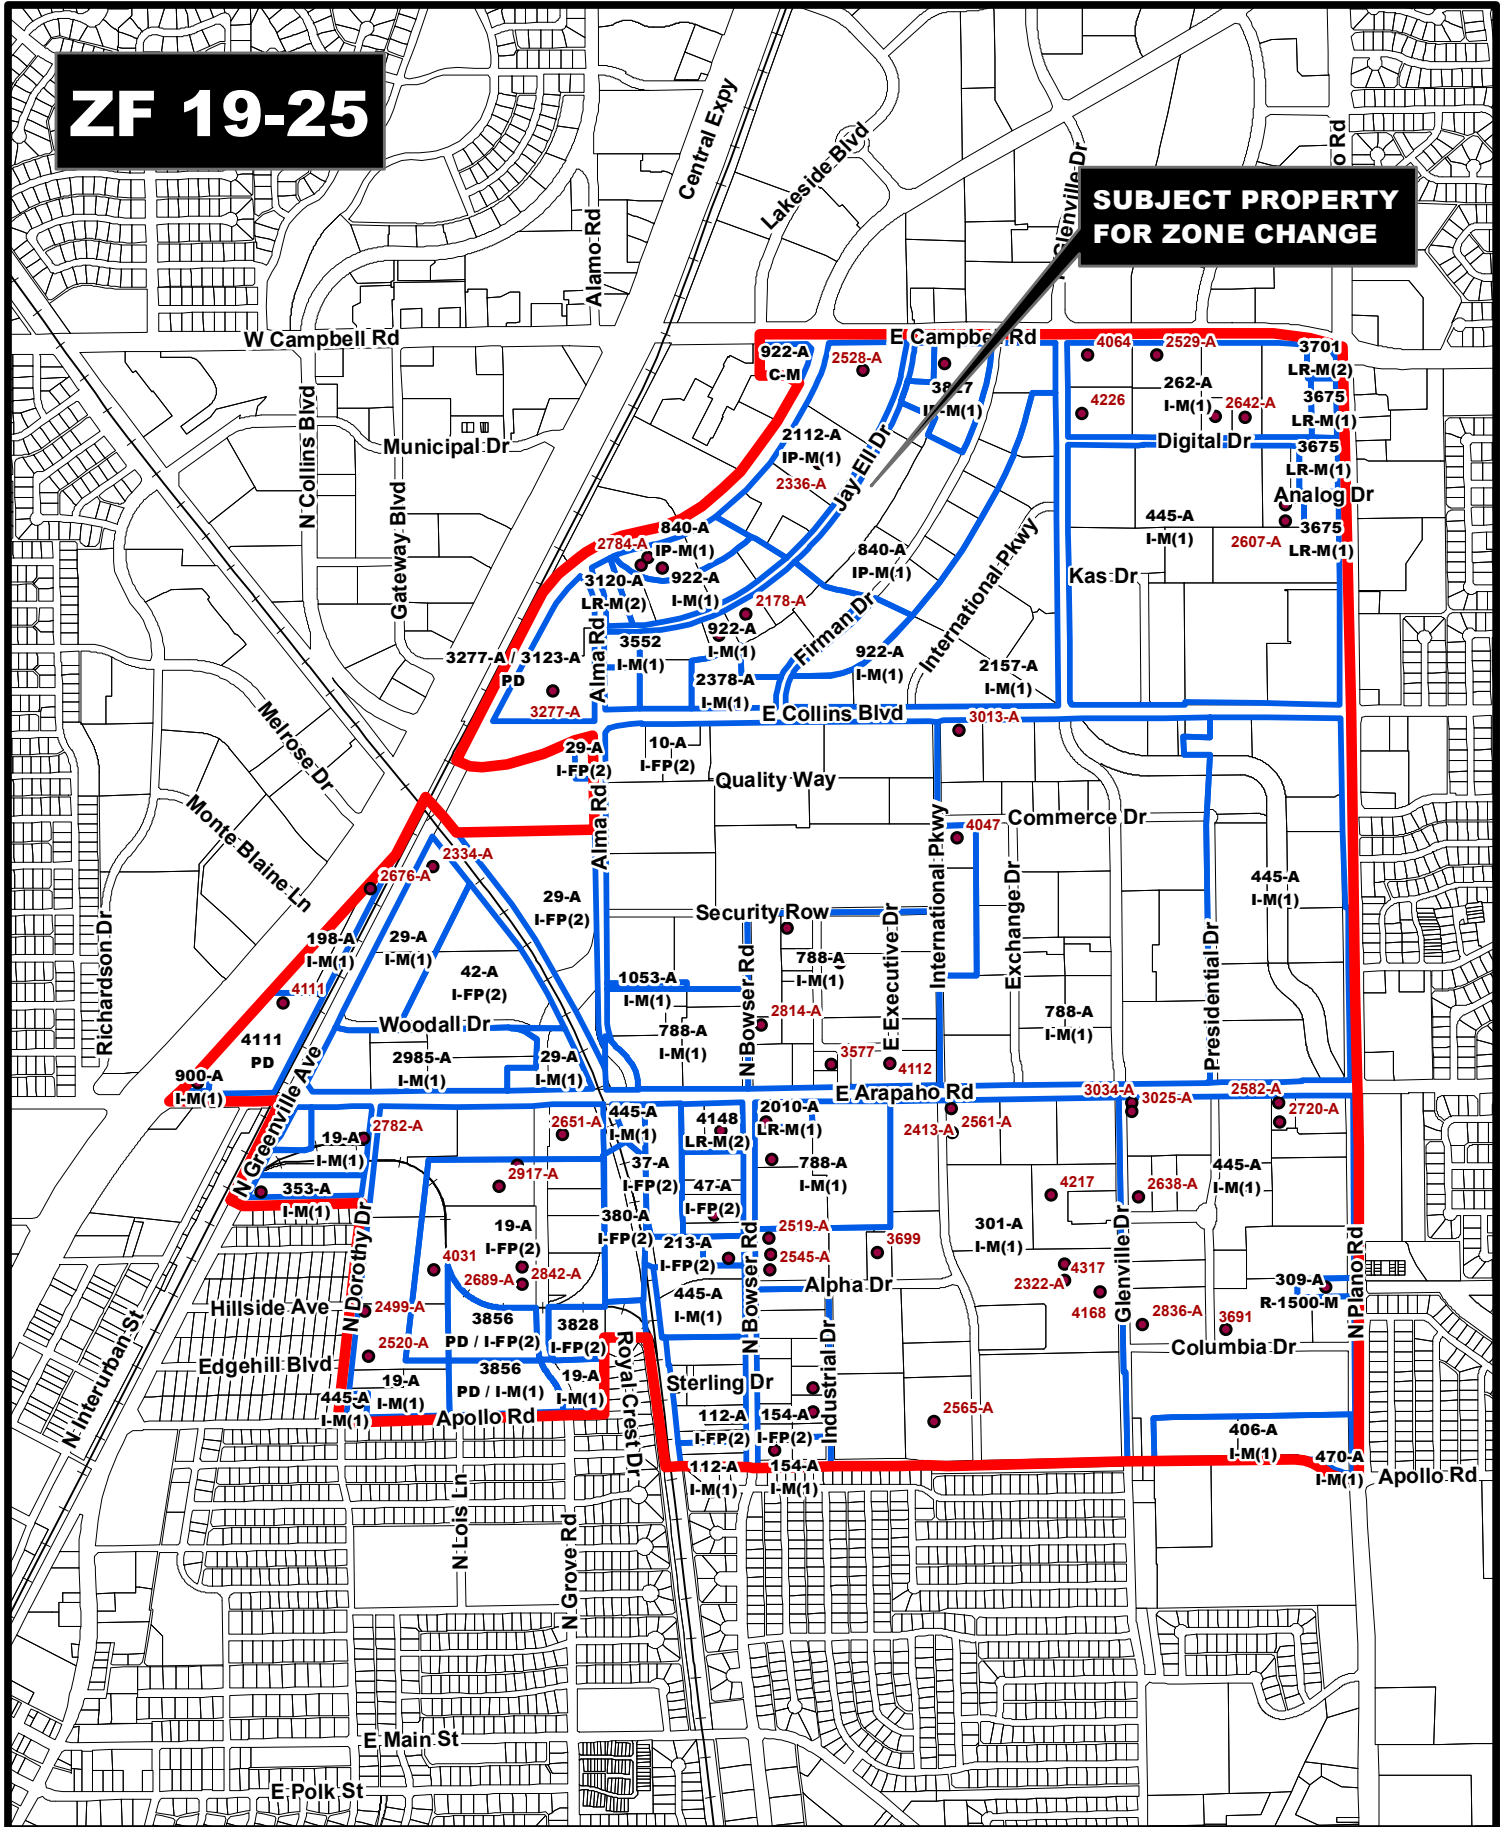 ZF 19-25
SUBJECT PROPERTY
FOR ZONE CHANGE
Central Expy
Lakeside Blvd
Alamo Rd
W Campbell Rd
E Campbell Rd
N Collins Blvd
Municipal Dr
Gateway Blvd
922-A
C-M
2528-A
4064
2529-A
3701
LR-M(2)
262-A
I-M(1)
3675
LR-M(1)
4226
2642-A
Digital Dr
2112-A
IP-M(1)
2336-A
Jay Ell Dr
3675
LR-M(1)
Analog Dr
445-A
I-M(1)
2607-A
3675
LR-M(1)
840-A
IP-M(1)
2784-A
840-A
IP-M(1)
International Pkwy
Kas Dr
3120-A
LR-M(2)
922-A
I-M(1)
2178-A
Firman Dr
3552
I-M(1)
922-A
I-M(1)
922-A
I-M(1)
2157-A
I-M(1)
3277-A / 3123-A
PD
Alma Rd
2378-A
I-M(1)
3277-A
E Collins Blvd
3013-A
Melrose Dr
29-A
I-FP(2)
10-A
I-FP(2)
Quality Way
Monte Blaine Ln
Alma Rd
International Pkwy
4047
Commerce Dr
2334-A
2676-A
Exchange Dr
445-A
I-M(1)
29-A
I-FP(2)
Richardson Dr
Security Row
198-A
I-M(1)
29-A
I-M(1)
N Bowser Rd
E Executive Dr
788-A
I-M(1)
Presidential Dr
42-A
I-FP(2)
1053-A
I-M(1)
4111
2814-A
788-A
I-M(1)
Woodall Dr
788-A
I-M(1)
4111
PD
2985-A
I-M(1)
29-A
I-M(1)
3577
4112
900-A
I-M(1)
N Greenville Ave
E Arapaho Rd
3034-A
3025-A
2582-A
2720-A
2782-A
2651-A
445-A
I-M(1)
4148
LR-M(2)
2010-A
LR-M(1)
2413-A
2561-A
19-A
I-M(1)
37-A
I-FP(2)
788-A
I-M(1)
445-A
I-M(1)
2917-A
353-A
I-M(1)
47-A
I-FP(2)
4217
2638-A
N Dorothy Dr
19-A
I-FP(2)
380-A
I-FP(2)
2519-A
301-A
I-M(1)
Glenville Dr
N Plano Rd
213-A
I-FP(2)
2545-A
3699
4031
2689-A
2842-A
4317
2322-A
Alpha Dr
309-A
R-1500-M
445-A
I-M(1)
N Bowser Rd
Hillside Ave
2499-A
4168
2836-A
3691
3856
PD / I-FP(2)
3828
I-FP(2)
Columbia Dr
N Interurban St
2520-A
Edgehill Blvd
3856
PD / I-M(1)
19-A
I-M(1)
19-A
I-M(1)
Royal Crest Dr
Sterling Dr
Industrial Dr
445-A
I-M(1)
Apollo Rd
112-A
I-FP(2)
154-A
I-FP(2)
2565-A
406-A
I-M(1)
112-A
I-M(1)
154-A
I-M(1)
470-A
I-M(1)
Apollo Rd
N Lois Ln
N Grove Rd
E Main St
E Polk St